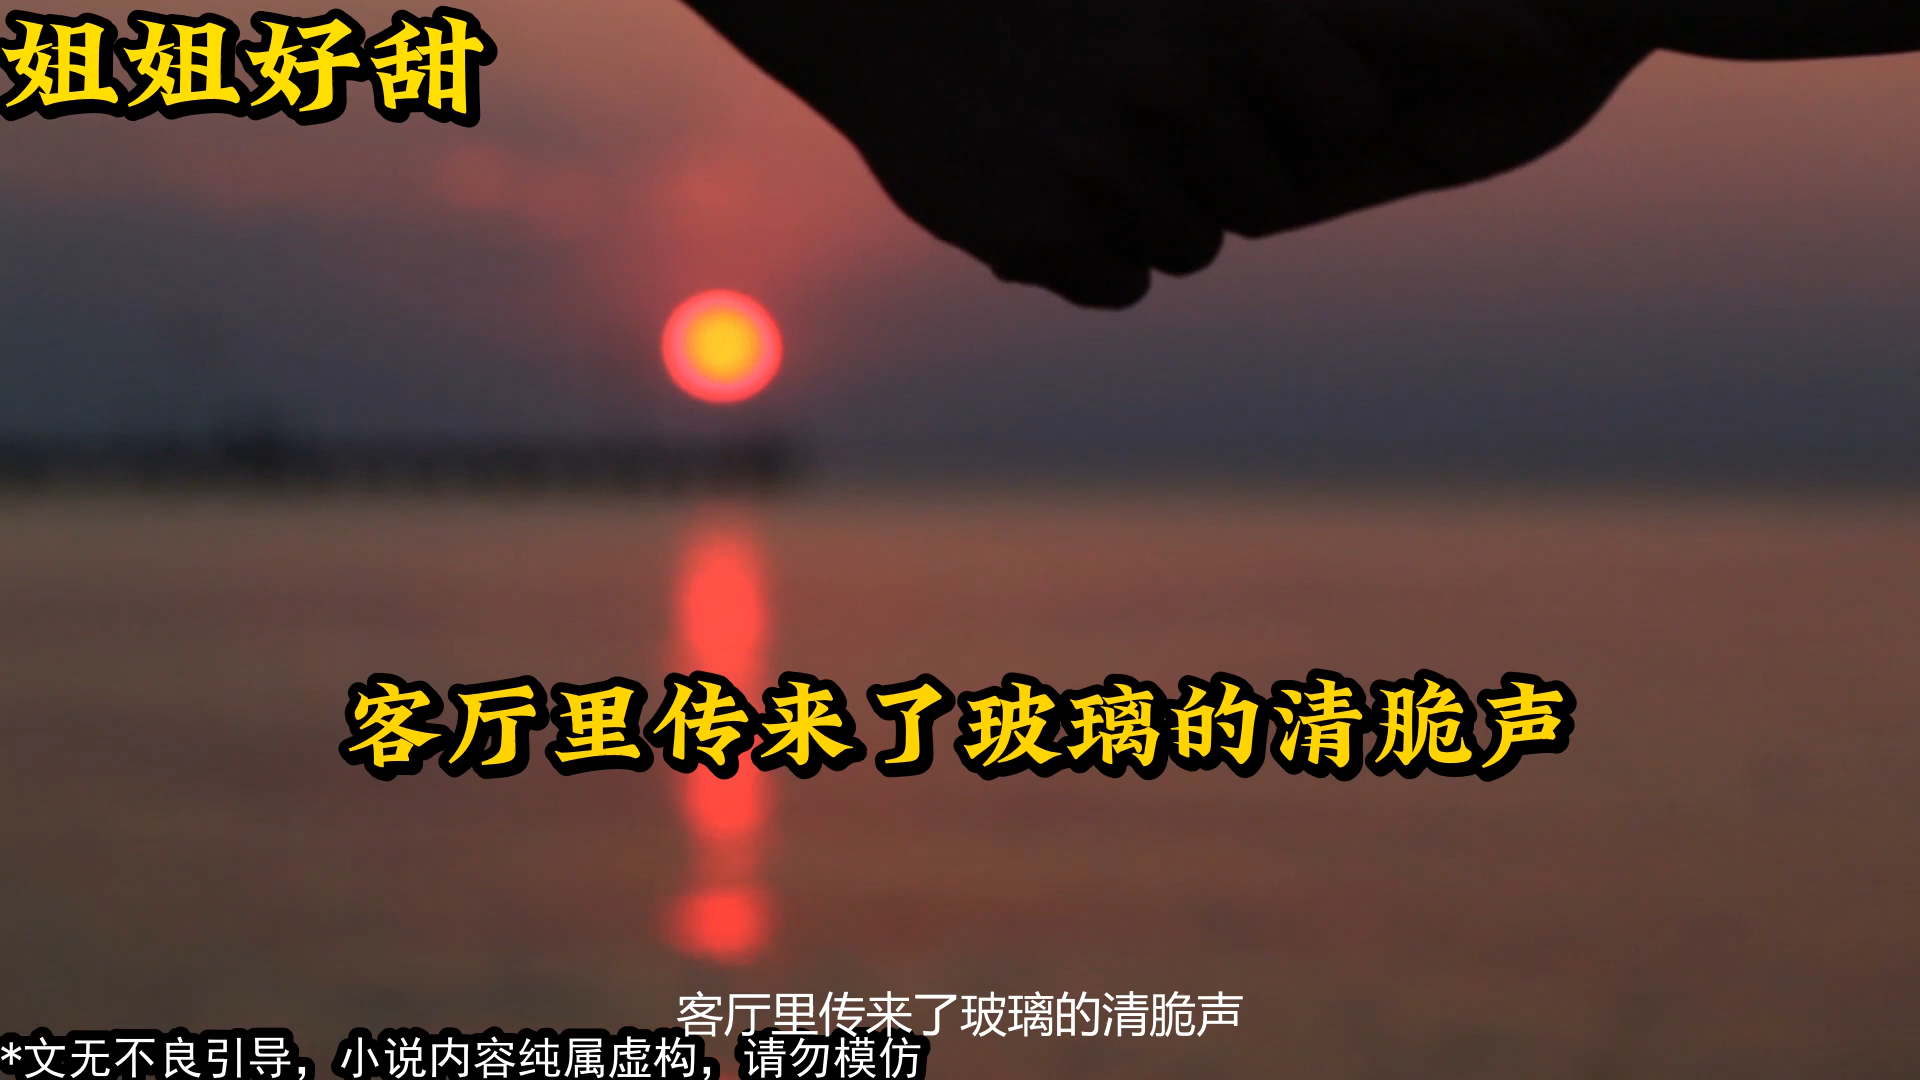 姐姐好甜
客厅里传来了玻璃的清脆声
客厅里传来了玻璃的清脆声
*文无不良引导，小说内容纯属虚构，请勿模仿